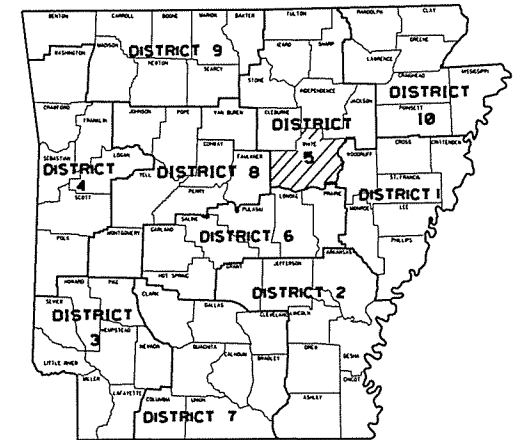 BENTON CARROLL BOONE MARION BAXTER FULTON RANDOLPH CLAY
WASHINGTON MADISON DISTRICT 9 IZARD SHARP LAWRENCE GREENE
NEWTON SEARCY STONE INDEPENDENCE CRAIGHEAD MISSISSIPPI
DISTRICT 10
CRAWFORD FRANKLIN JOHNSON POPE VAN BUREN CLEBURNE JACKSON POINSETT
DISTRICT 5
CONWAY WHITE CROSS CRITTENDEN
SEBASTIAN LOGAN DISTRICT 4 YELL DISTRICT 8 FAULKNER WOODRUFF ST. FRANCIS
SCOTT PERRY LONOKE PRAIRIE MONROE DISTRICT 1 LEE
PULASKI
POLK MONTGOMERY GARLAND SALINE DISTRICT 6 PHILLIPS
HOT SPRING GRANT JEFFERSON ARKANSAS
HOWARD PIKE CLARK DISTRICT 2
SEVIER DISTRICT 3 DALLAS CLEVELAND LINCOLN
HEMPSTEAD
LITTLE RIVER NEVADA OUACHITA CALHOUN BRADLEY DREW DESHA
MILLER CHICOT
LAFAYETTE COLUMBIA UNION ASHLEY
DISTRICT 7